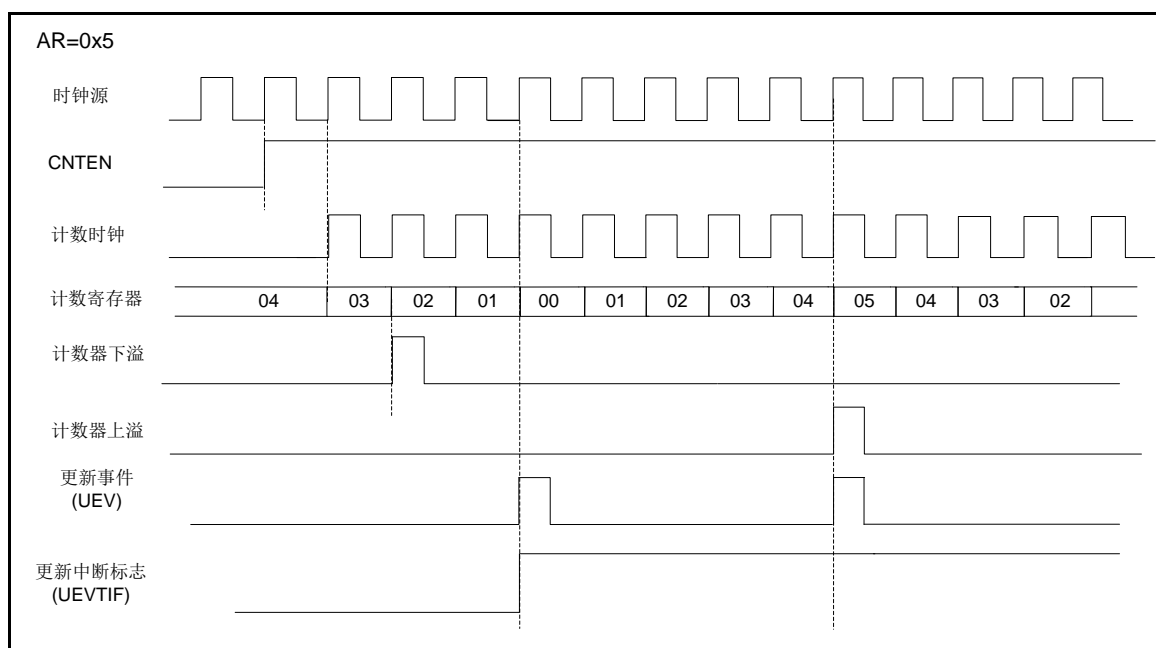 AR=0x5
时钟源
CNTEN
计数时钟
计数寄存器
04 03 02 01 00 01 02 03 04 05 04 03 02
计数器下溢
计数器上溢
更新事件
(UEV)
更新中断标志
(UEVTIF)